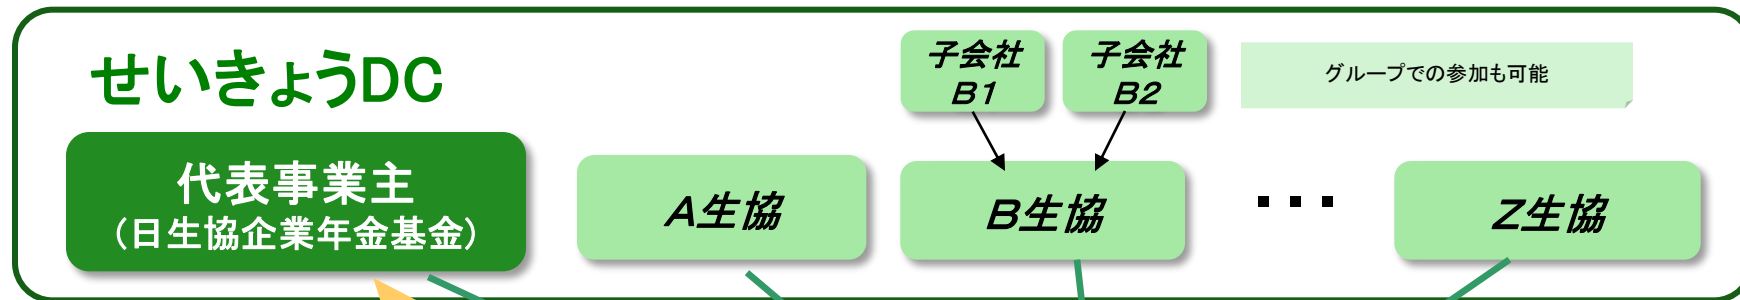 せいきょうDC
子会社
B1
子会社
B2
グループでの参加も可能
代表事業主
（日生協企業年金基金）
A生協
B生協
・・・
Z生協